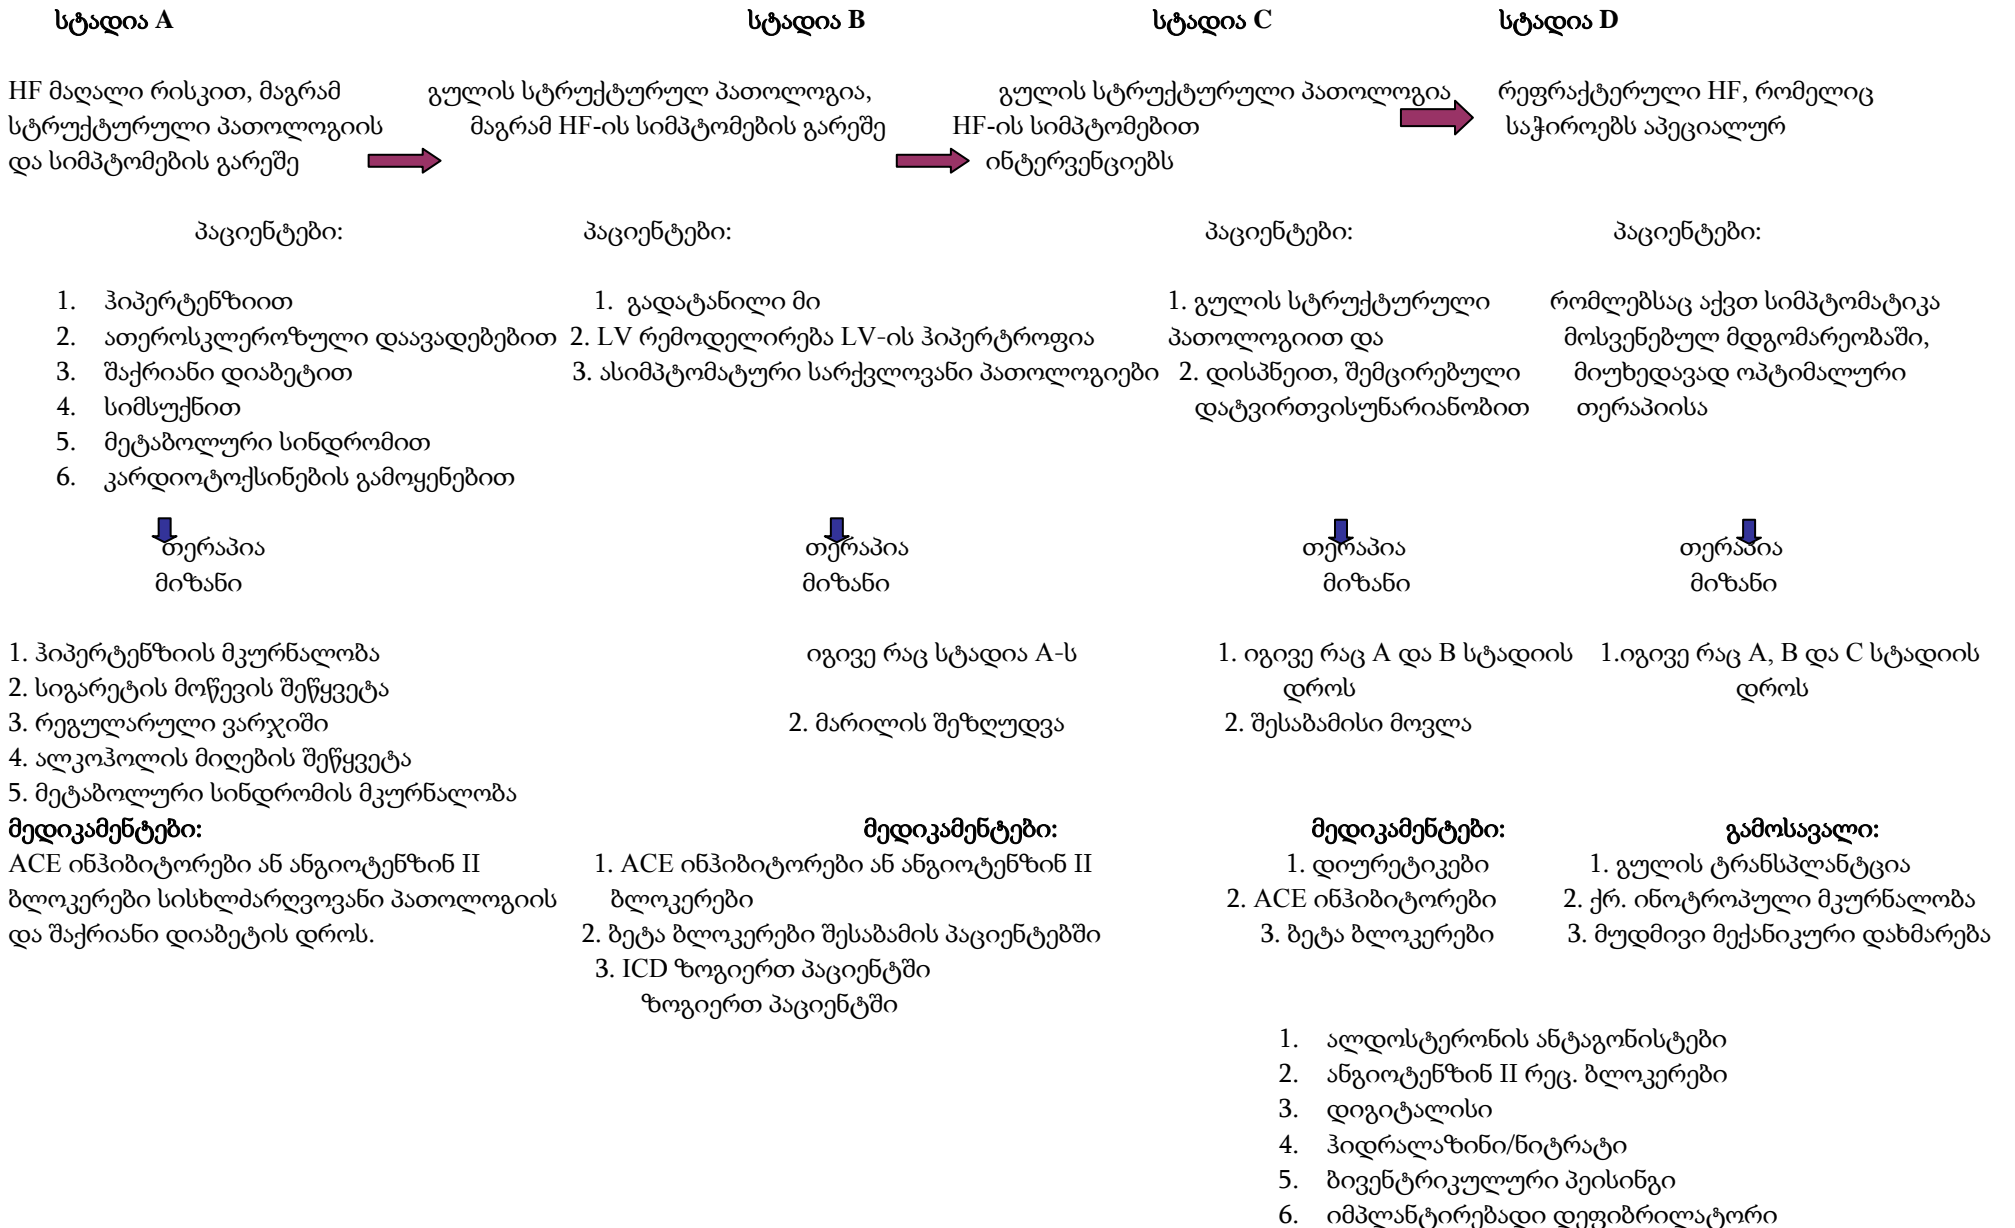 სტადია A სტადია B სტადია C სტადია D
HF მაღალი რისკით, მაგრამ გულის სტრუქტურულ პათოლოგია, გულის სტრუქტურული პათოლოგია რეფრაქტერული HF, რომელიც
სტრუქტურული პათოლოგიის მაგრამ HF-ის სიმპტომების გარეშე HF-ის სიმპტომებით საჭიროებს აპეციალურ
და სიმპტომების გარეშე ინტერვენციებს
პაციენტები: პაციენტები: პაციენტები: პაციენტები:
1. ჰიპერტენზიით 1. გადატანილი მი 1. გულის სტრუქტურული რომლებსაც აქვთ სიმპტომატიკა
2. ათეროსკლეროზული დაავადებებით 2. LV რემოდელირება LV-ის ჰიპერტროფია პათოლოგიით და მოსვენებულ მდგომარეობაში,
3. შაქრიანი დიაბეტით 3. ასიმპტომატური სარქვლოვანი პათოლოგიები 2. დისპნეით, შემცირებული მიუხედავად ოპტიმალური
4. სიმსუქნით დატვირთვისუნარიანობით თერაპიისა
5. მეტაბოლური სინდრომით
6. კარდიოტოქსინების გამოყენებით
თერაპია თერაპია თერაპია თერაპია
მიზანი მიზანი მიზანი მიზანი
1. ჰიპერტენზიის მკურნალობა იგივე რაც სტადია A-ს 1. იგივე რაც A და B სტადიის 1.იგივე რაც A, B და C სტადიის
2. სიგარეტის მოწევის შეწყვეტა დროს დროს
3. რეგულარული ვარჯიში 2. მარილის შეზღუდვა 2. შესაბამისი მოვლა
4. ალკოჰოლის მიღების შეწყვეტა
5. მეტაბოლური სინდრომის მკურნალობა
მედიკამენტები: მედიკამენტები: მედიკამენტები: გამოსავალი:
ACE ინჰიბიტორები ან ანგიოტენზინ II 1. ACE ინჰიბიტორები ან ანგიოტენზინ II 1. დიურეტიკები 1. გულის ტრანსპლანტცია
ბლოკერები სისხლძარღვოვანი პათოლოგიის ბლოკერები 2. ACE ინჰიბიტორები 2. ქრ. ინოტროპული მკურნალობა
და შაქრიანი დიაბეტის დროს. 2. ბეტა ბლოკერები შესაბამის პაციენტებში 3. ბეტა ბლოკერები 3. მუდმივი მექანიკური დახმარება
3. ICD ზოგიერთ პაციენტში
ზოგიერთ პაციენტში
1. ალდოსტერონის ანტაგონისტები
2. ანგიოტენზინ II რეც. ბლოკერები
3. დიგიტალისი
4. ჰიდრალაზინი/ნიტრატი
5. ბივენტრიკულური პეისინგი
6. იმპლანტირებადი დეფიბრილატორი